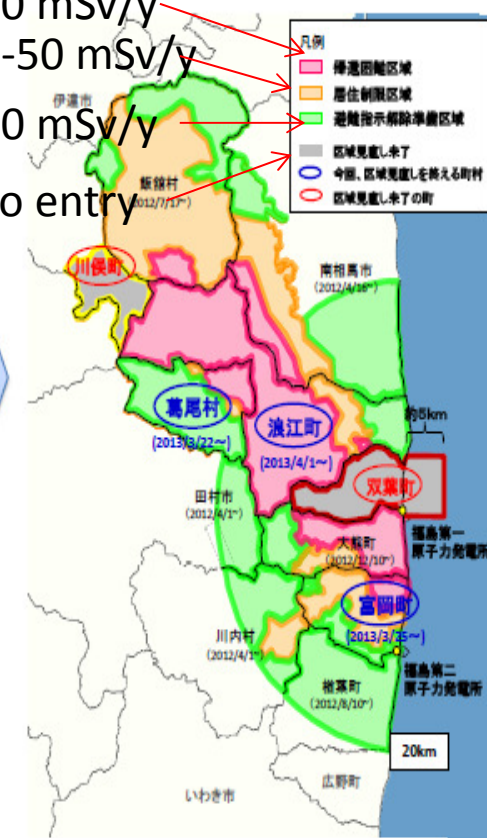 0 mSv/y
-50 mSv/y
0 mSv/y
o entry
凡例
帰還困難区域
居住制限区域
避難指示解除準備区域
区域見直し未了
今回、区域見直しを終える町村
区域見直し未了の町
伊達市
飯舘村
(2012/7/17~)
川俣町
南相馬市
(2012/4/16~)
葛尾村
(2013/3/22~)
浪江町
(2013/4/1~)
約5km
双葉町
田村市
(2012/4/1~)
大熊町
(2012/12/10~)
福島第一
原子力発電所
富岡町
(2013/3/25~)
川内村
(2012/4/1~)
福島第二
原子力発電所
楢葉町
(2012/8/10~)
20km
広野町
いわき市